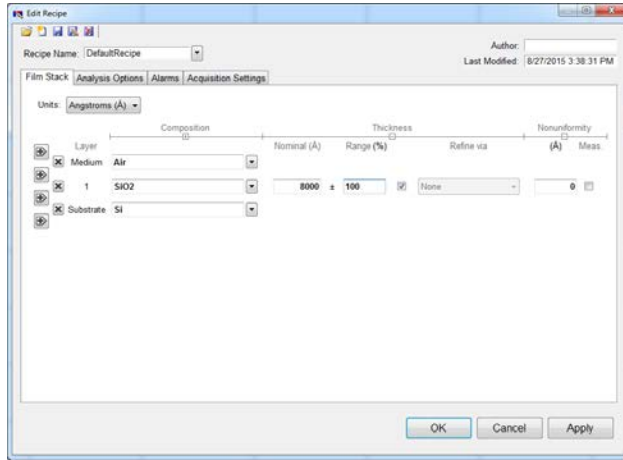 Edit Recipe
Author:
Recipe Name: DefaultRecipe
Last Modified: 8/27/2015 3:38:31 PM
Film Stack Analysis Options Alarms Acquisition Settings
Units: Angstroms (Å)
Composition Thickness Nonuniformity
Layer Nominal (Å) Range (%) Refine via (Å) Meas.
Medium Air
1 SiO2 8000 ± 100 None 0
Substrate Si
OK Cancel Apply